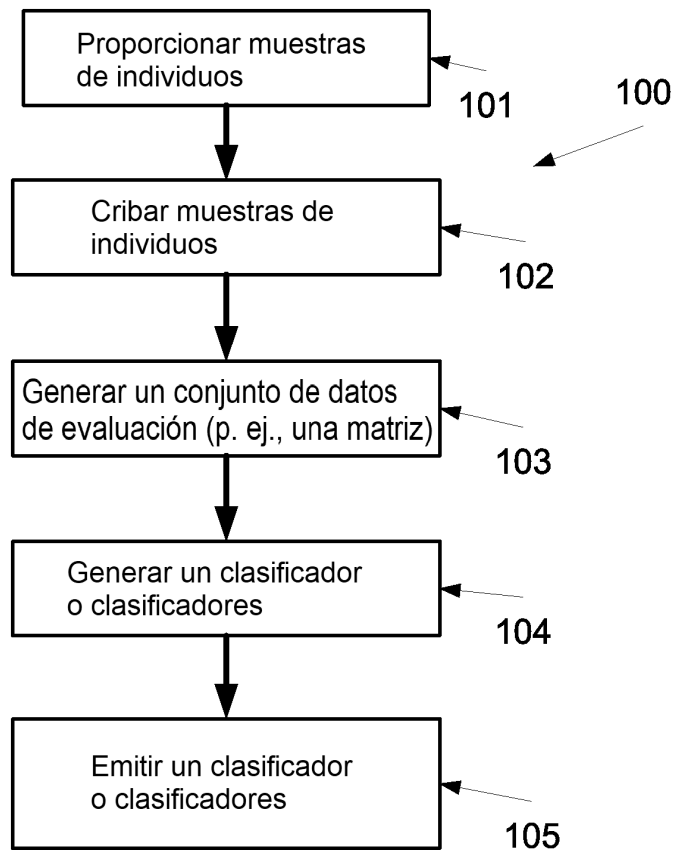 Proporcionar muestras
de individuos
101
100
Cribar muestras de
individuos
102
Generar un conjunto de datos
de evaluación (p. ej., una matriz)
103
Generar un clasificador
o clasificadores
104
Emitir un clasificador
o clasificadores
105